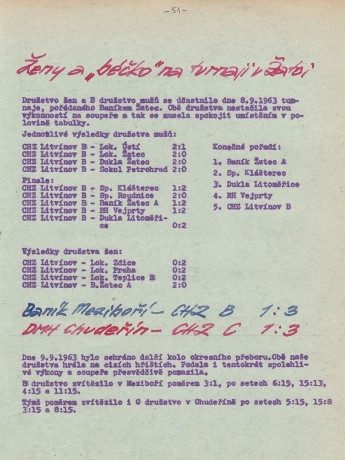 - 54 -
Ženy a "béčko" na turnaji v Žatci
Družstvo žen a B družstvo mužů se účastnilo dne 8.9.1963 tur-
naje, pořádaného Baníkem Žatec. Obě družstva nestačila svou
výkonností na soupeře a tak se musela spokojit umístěním v po-
lovině tabulky.
Jednotlivé výsledky družstva mužů:
CHZ Litvínov B - Lok. Ústí 2:1
CHZ Litvínov B - Lok. Žatec 2:0
CHZ Litvínov B - Dukla Žatec 2:0
CHZ Litvínov B - Sokol Petrohrad 2:0
Finale:
CHZ Litvínov B - Sp. Klášterec 1:2
CHZ Litvínov B - Sp. Roudnice 2:0
CHZ Litvínov B - Baník Žatec A 1:2
CHZ Litvínov B - RH Vejprty 1:2
CHZ Litvínov B - Dukla Litoměři-
ce 0:2
Konečné pořadí:
1. Baník Žatec A
2. Sp. Klášterec
3. Dukla Litoměřice
4. RH Vejprty
5. CHZ Litvínov B
Výsledky družstva žen:
CHZ Litvínov - Lok. Zdice 0:2
CHZ Litvínov - Lok. Praha 0:2
CHZ Litvínov - Lok. Teplice B 0:2
CHZ Litvínov - B.Žatec A 2:0
Baník Meziboří - CHZ B 1:3
DMH Chudeřín - CHZ C 1:3
Dne 9.9.1963 bylo sehráno další kolo okresního přeboru.Obě naše
družstva hrála na cizích hřištích. Podala i tentokrát spolehli-
vé výkony a soupeře přesvědčivě porazila.
B družstvo zvítězilo v Meziboří poměrem 3:1, po setech 6:15, 15:13,
4:15 a 11:15.
Týmž poměrem zvítězilo i C družstvo v Chudeříně po setech 5:15, 15:8
3:15 a 8:15.